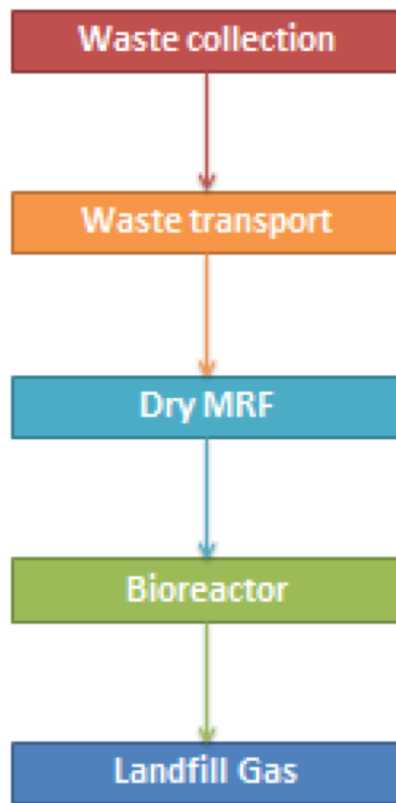 Waste collection
Waste transport
Dry MRF
Bioreactor
Landfill Gas